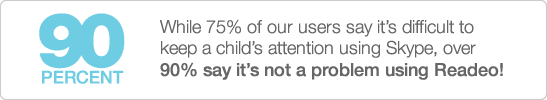 90
PERCENT
While 75% of our users say it's difficult to
keep a child's attention using Skype, over
90% say it's not a problem using Readeo!